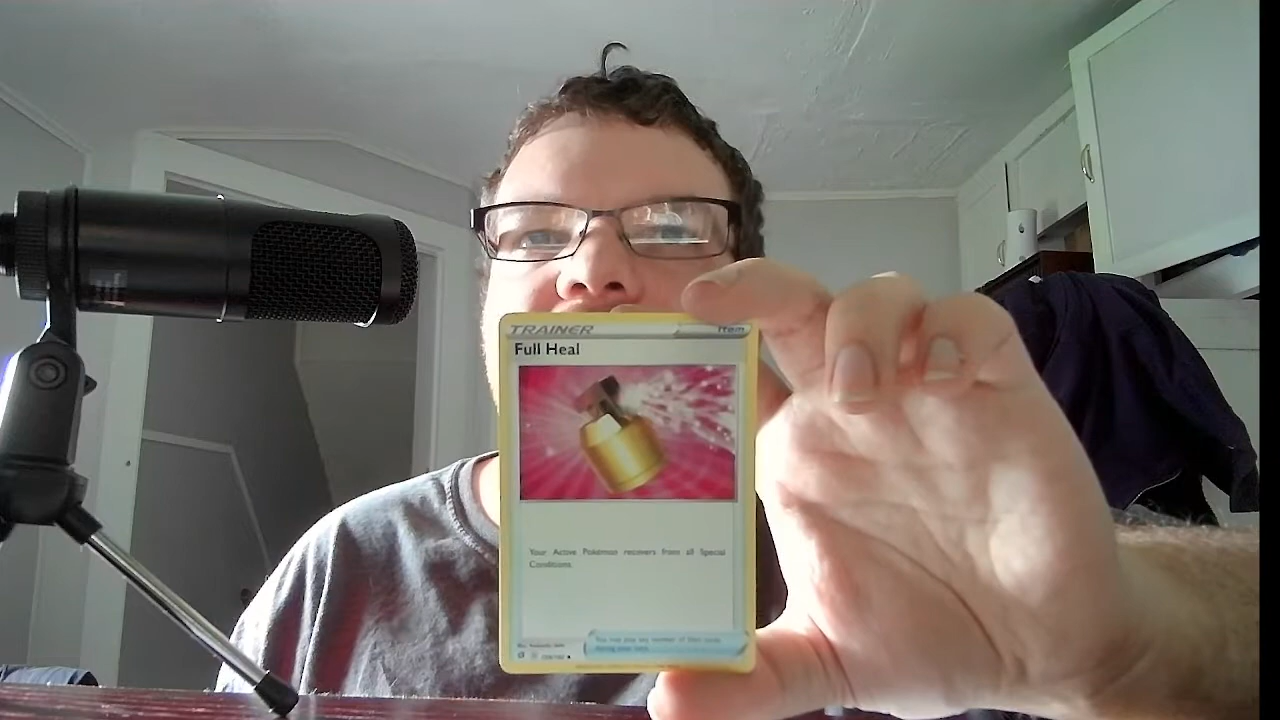 TRAINER Item
Full Heal
Your Active Pokémon recovers from all Special
Conditions.
You may play any number of Item cards
during your turn.